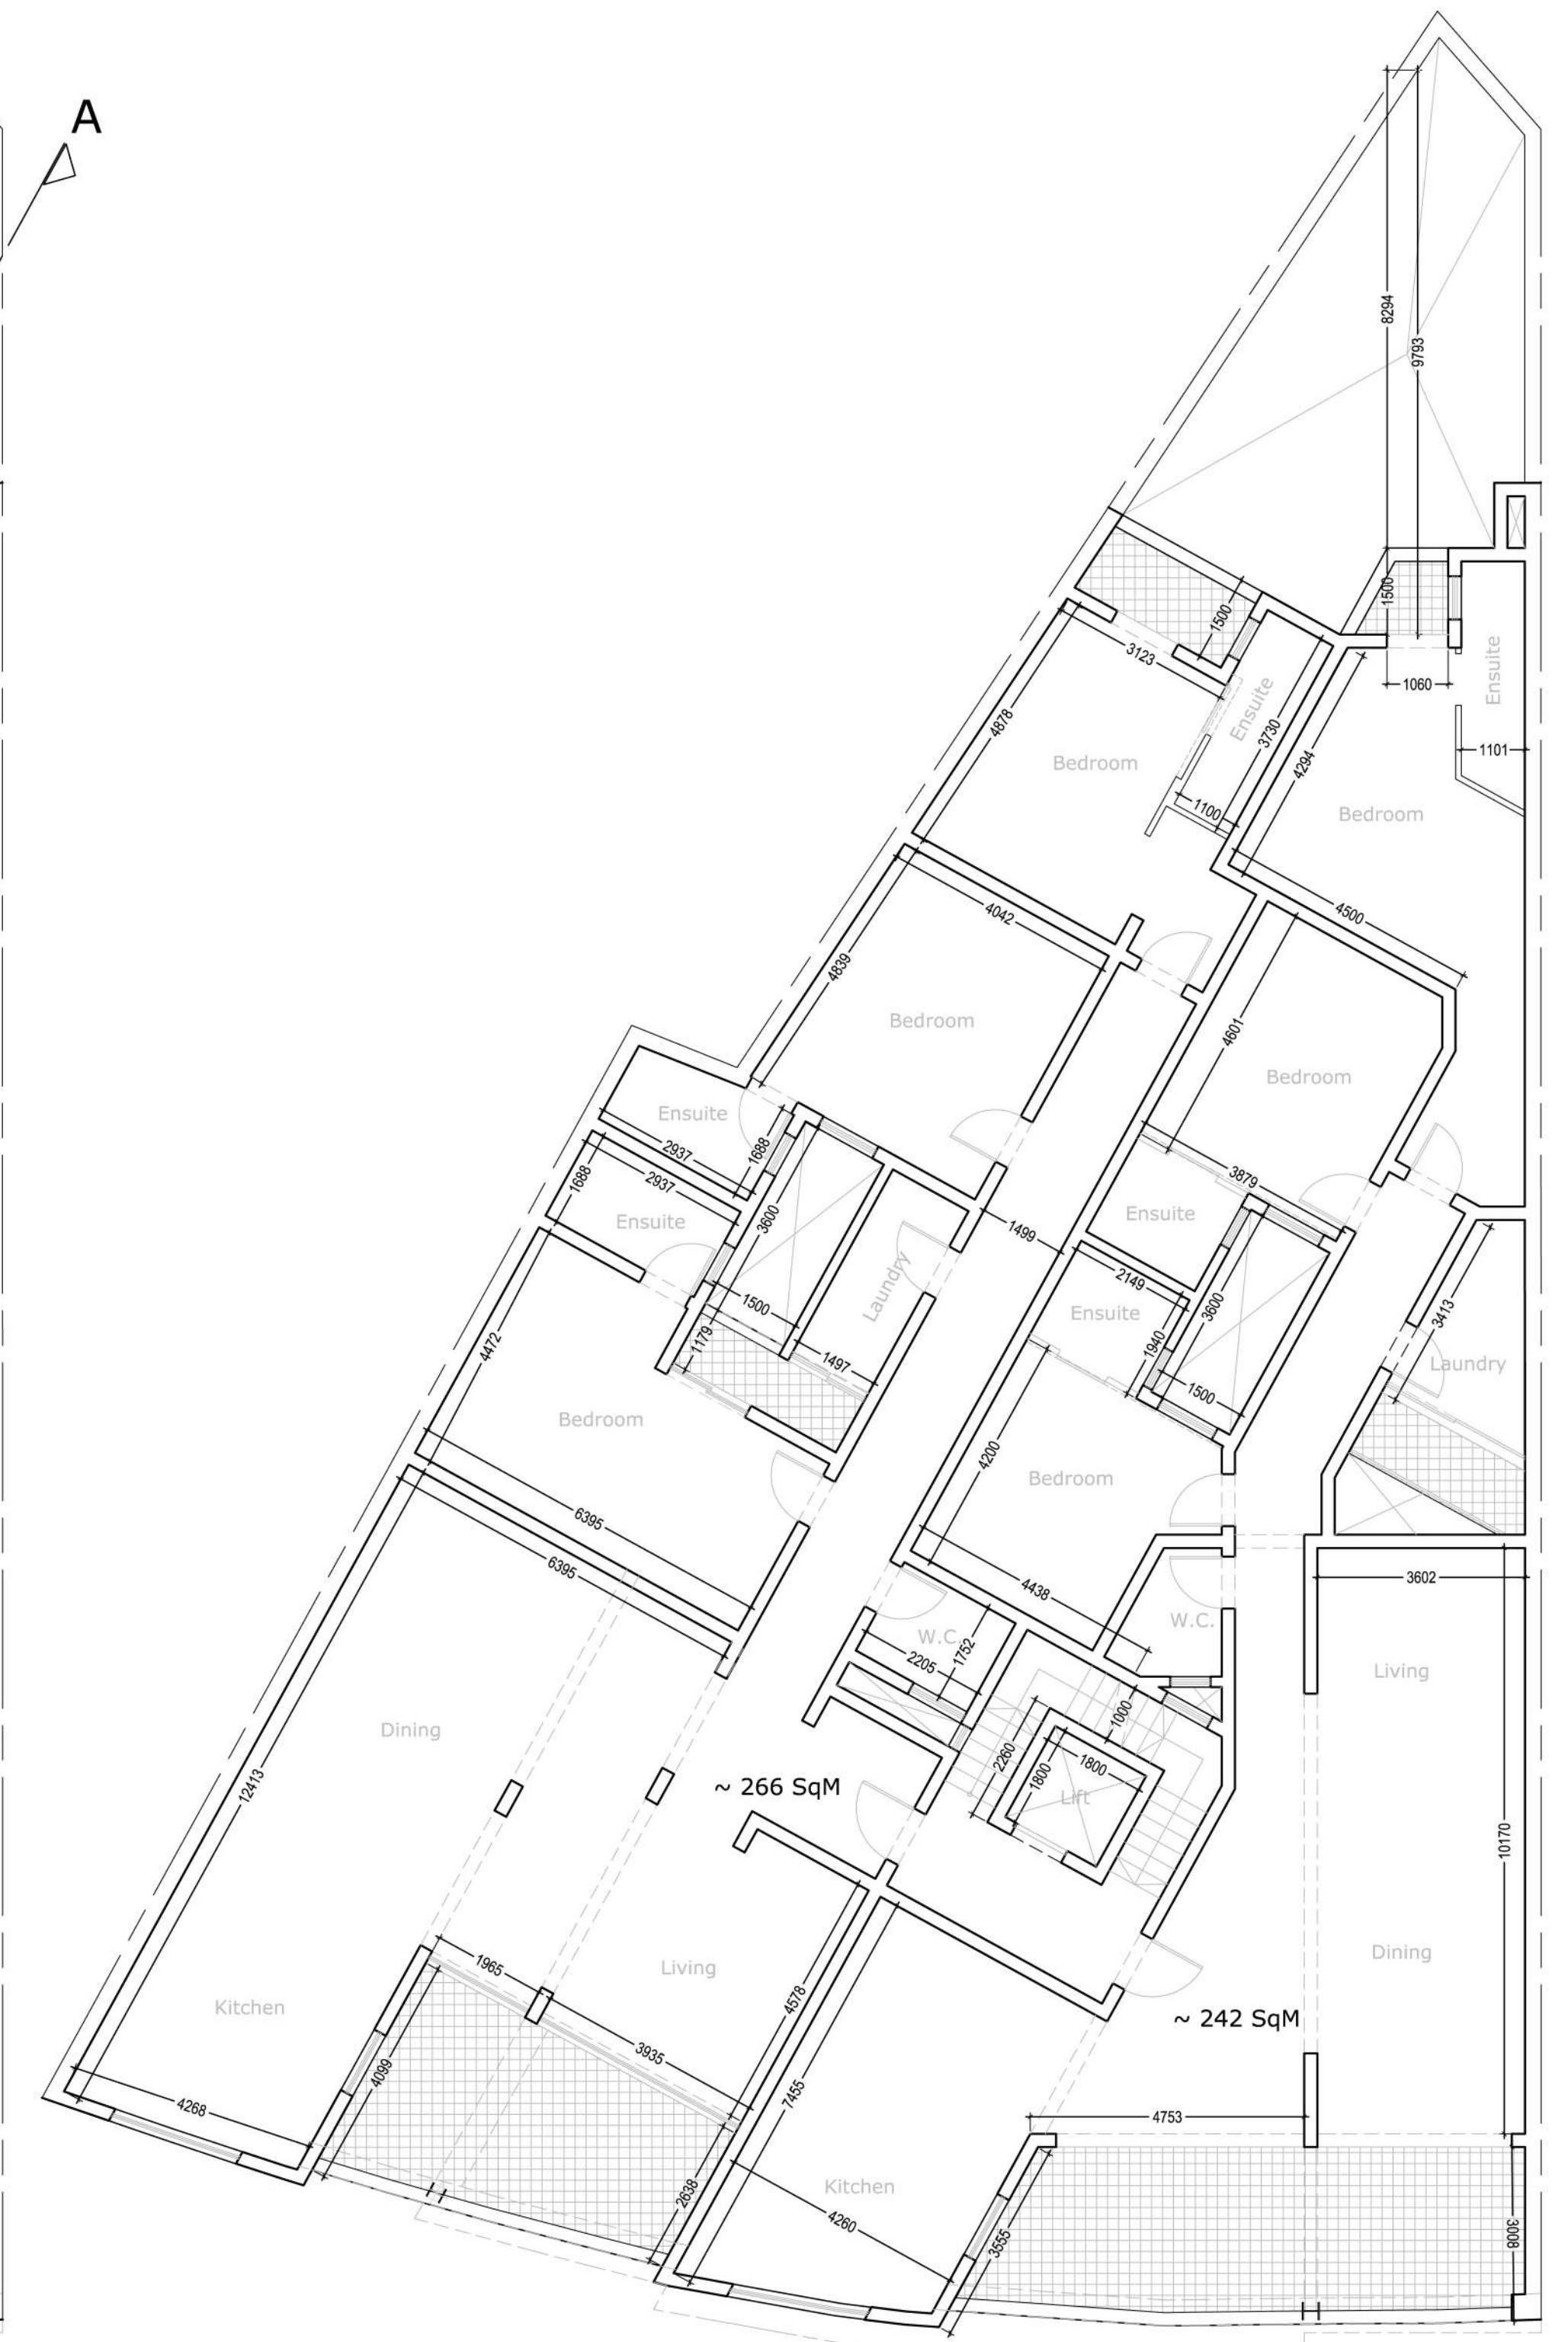 A
8294
9793
1500
1500
3123
1060
Ensuite
Ensuite
4878
3730
1101
Bedroom
4294
1100
Bedroom
4042
4500
4839
Bedroom
4601
Bedroom
Ensuite
2937
1688
1688
2937
3879
Ensuite
3600
Ensuite
1499
Laundry
2149
1500
Ensuite
3600
3413
1179
1940
4472
1497
Laundry
1500
Bedroom
4200
Bedroom
6395
6395
4438
3602
W.C.
W.C.
1752
2205
Living
1000
Dining
2260
1800
1800
Lift
~ 266 SqM
12413
10170
Dining
1965
Living
4578
Kitchen
~ 242 SqM
3935
4099
7455
4268
4753
2638
Kitchen
4260
3555
3008